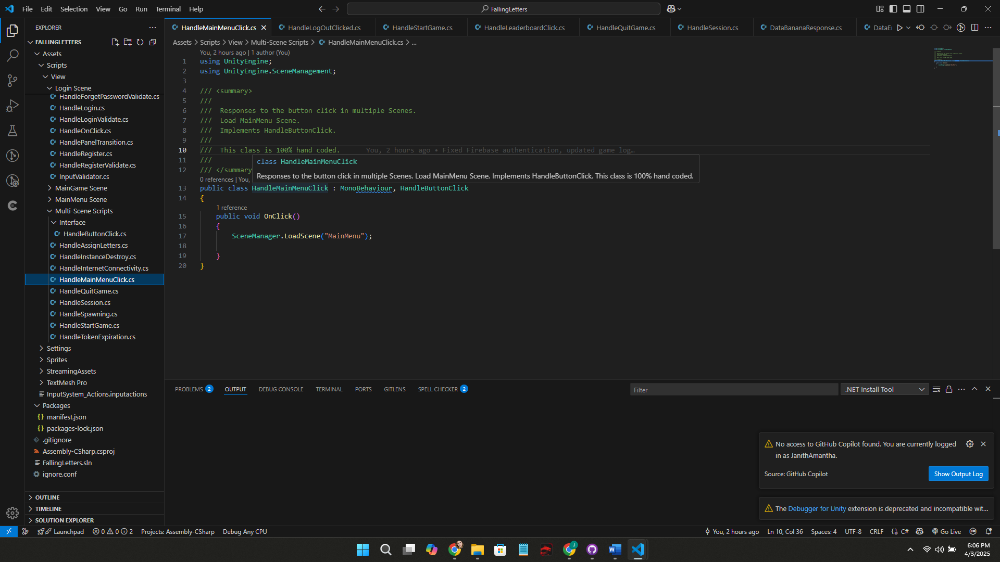 File Edit Selection View Go Run Terminal Help
FallingLetters
EXPLORER
FALLINGLETTERS
Assets
Scripts
View
Login Scene
HandleForgetPasswordValidate.cs
HandleLogin.cs
HandleLoginValidate.cs
HandleOnClick.cs
HandlePanelTransition.cs
HandleRegister.cs
HandleRegisterValidate.cs
InputValidator.cs
MainGame Scene
MainMenu Scene
Multi-Scene Scripts
Interface
HandleButtonClick.cs
HandleAssignLetters.cs
HandleInstanceDestroy.cs
HandleInternetConnectivity.cs
HandleMainMenuClick.cs
HandleQuitGame.cs
HandleSession.cs
HandleSpawning.cs
HandleStartGame.cs
HandleTokenExpiration.cs
Settings
Sprites
StreamingAssets
TextMesh Pro
InputSystem_Actions.inputactions
Packages
{} manifest.json
{} packages-lock.json
.gitignore
Assembly-CSharp.csproj
FallingLetters.sln
ignore.conf
OUTLINE
TIMELINE
SOLUTION EXPLORER
HandleMainMenuClick.cs HandleLogOutClicked.cs HandleStartGame.cs HandleLeaderboardClick.cs HandleQuitGame.cs HandleSession.cs DataBananaResponse.cs DataEr
Assets > Scripts > View > Multi-Scene Scripts > HandleMainMenuClick.cs > ...
You, 2 hours ago | 1 author (You)
1 using UnityEngine;
2 using UnityEngine.SceneManagement;
3
4 /// <summary>
5 ///
6 /// Responses to the button click in multiple Scenes.
7 /// Load MainMenu Scene.
8 /// Implements HandleButtonClick.
9 ///
10 /// This class is 100% hand coded. You, 2 hours ago • Fixed Firebase authentication, updated game log…
11 ///
class HandleMainMenuClick
12 /// </summary
Responses to the button click in multiple Scenes. Load MainMenu Scene. Implements HandleButtonClick. This class is 100% hand coded.
0 references | You,
13 public class HandleMainMenuClick : MonoBehaviour, HandleButtonClick
14 {
1 reference
15 public void OnClick()
16 {
17 SceneManager.LoadScene("MainMenu");
18
19 }
20 }
PROBLEMS 2 OUTPUT DEBUG CONSOLE TERMINAL PORTS GITLENS SPELL CHECKER 2
Filter
.NET Install Tool
No access to GitHub Copilot found. You are currently logged
in as JanithAmantha.
Source: GitHub Copilot
Show Output Log
The Debugger for Unity extension is deprecated and incompatible wit...
Launchpad 0 0 2 Projects: Assembly-CSharp Debug Any CPU
You, 2 hours ago Ln 10, Col 36 Spaces: 4 UTF-8 CRLF {} C# Go Live
6:06 PM
4/3/2025